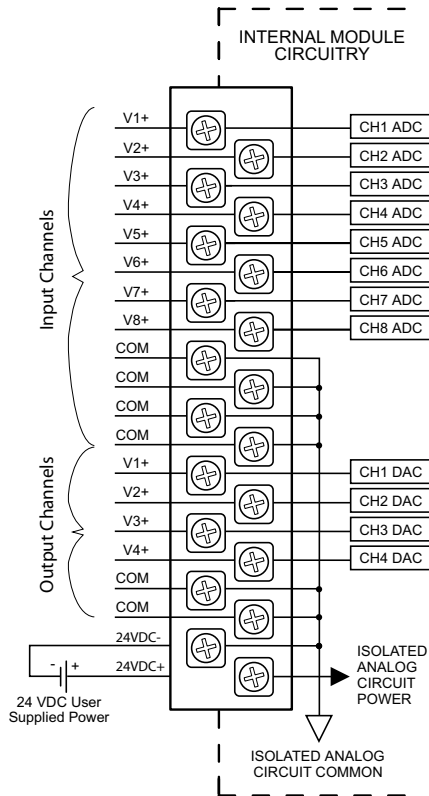 INTERNAL MODULE
CIRCUITRY
Input Channels
V1+
CH1 ADC
V2+
CH2 ADC
V3+
CH3 ADC
V4+
CH4 ADC
V5+
CH5 ADC
V6+
CH6 ADC
V7+
CH7 ADC
V8+
CH8 ADC
COM
COM
COM
COM
Output Channels
V1+
CH1 DAC
V2+
CH2 DAC
V3+
CH3 DAC
V4+
CH4 DAC
COM
COM
24VDC-
24VDC+
- +
24 VDC User
Supplied Power
ISOLATED
ANALOG
CIRCUIT
POWER
ISOLATED ANALOG
CIRCUIT COMMON